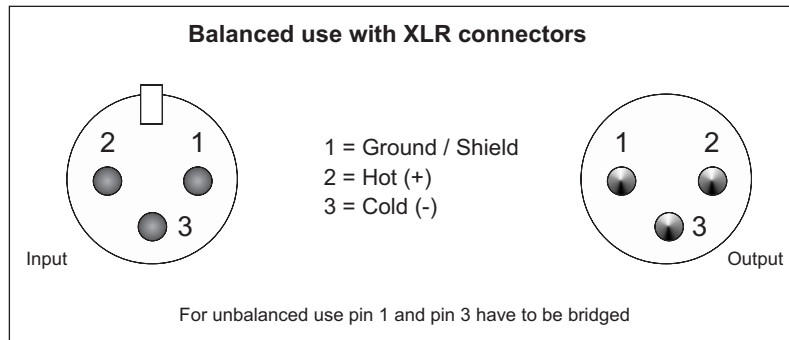 Balanced use with XLR connectors
2 1
3
Input
1 = Ground / Shield
2 = Hot (+)
3 = Cold (-)
1 2
3
Output
For unbalanced use pin 1 and pin 3 have to be bridged